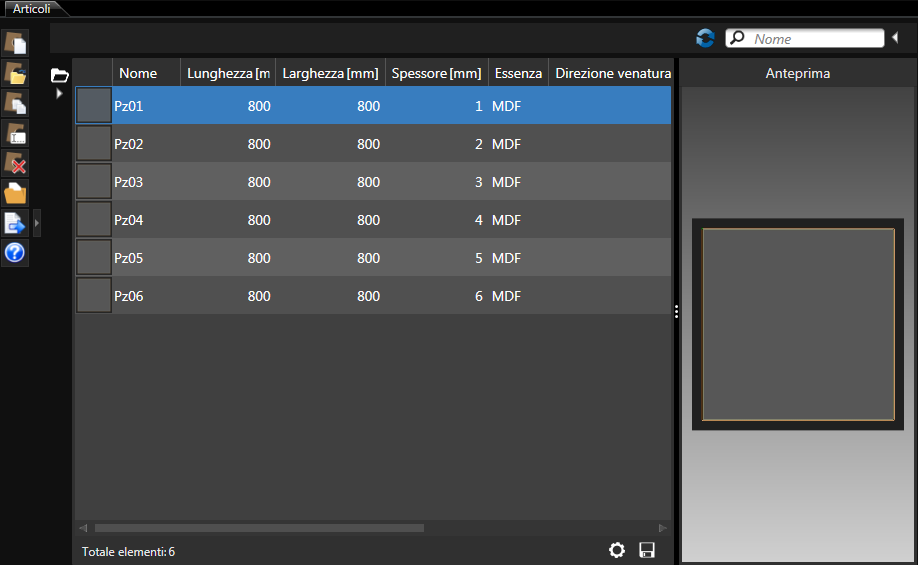 Articoli
Nome
Nome Lunghezza [m Larghezza [mm] Spessore [mm] Essenza Direzione venatura Anteprima
Pz01 800 800 1 MDF
Pz02 800 800 2 MDF
Pz03 800 800 3 MDF
Pz04 800 800 4 MDF
Pz05 800 800 5 MDF
Pz06 800 800 6 MDF
Totale elementi: 6